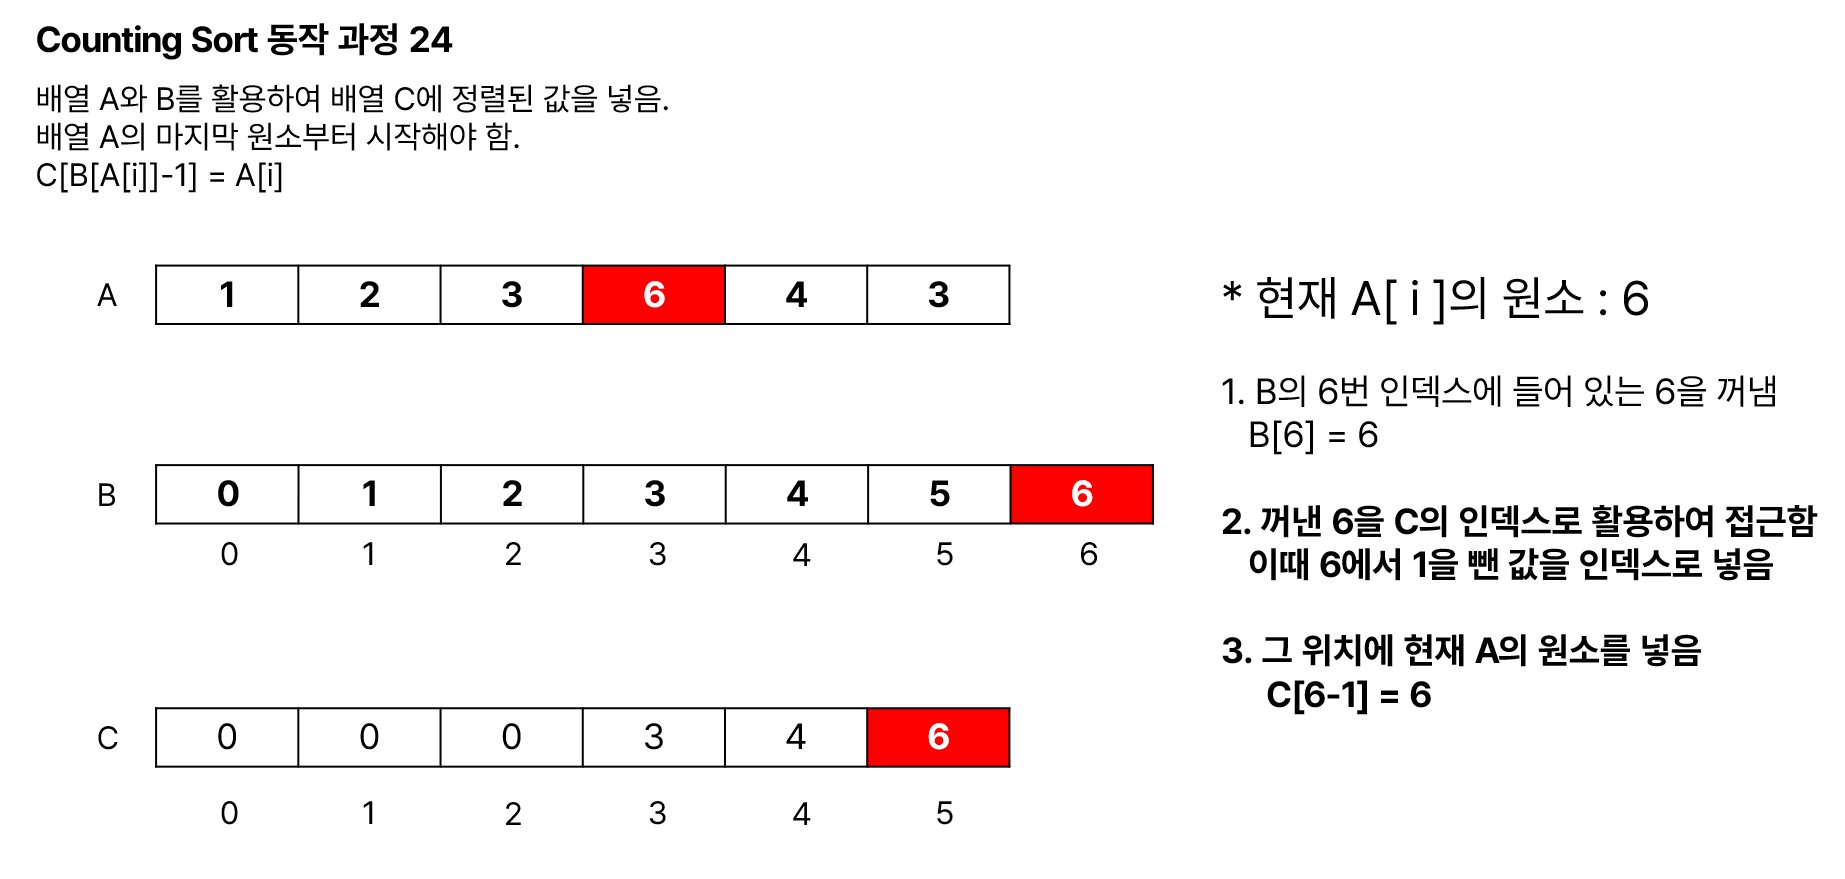 Counting Sort 동작 과정 24
배열 A와 B를 활용하여 배열 C에 정렬된 값을 넣음.
배열 A의 마지막 원소부터 시작해야 함.
C[B[A[i]]-1] = A[i]
A 1 2 3 6 4 3
B 0 1 2 3 4 5 6
0 1 2 3 4 5 6
C 0 0 0 3 4 6
0 1 2 3 4 5
* 현재 A[ i ]의 원소 : 6
1. B의 6번 인덱스에 들어 있는 6을 꺼냄
B[6] = 6
2. 꺼낸 6을 C의 인덱스로 활용하여 접근함
이때 6에서 1을 뺀 값을 인덱스로 넣음
3. 그 위치에 현재 A의 원소를 넣음
C[6-1] = 6